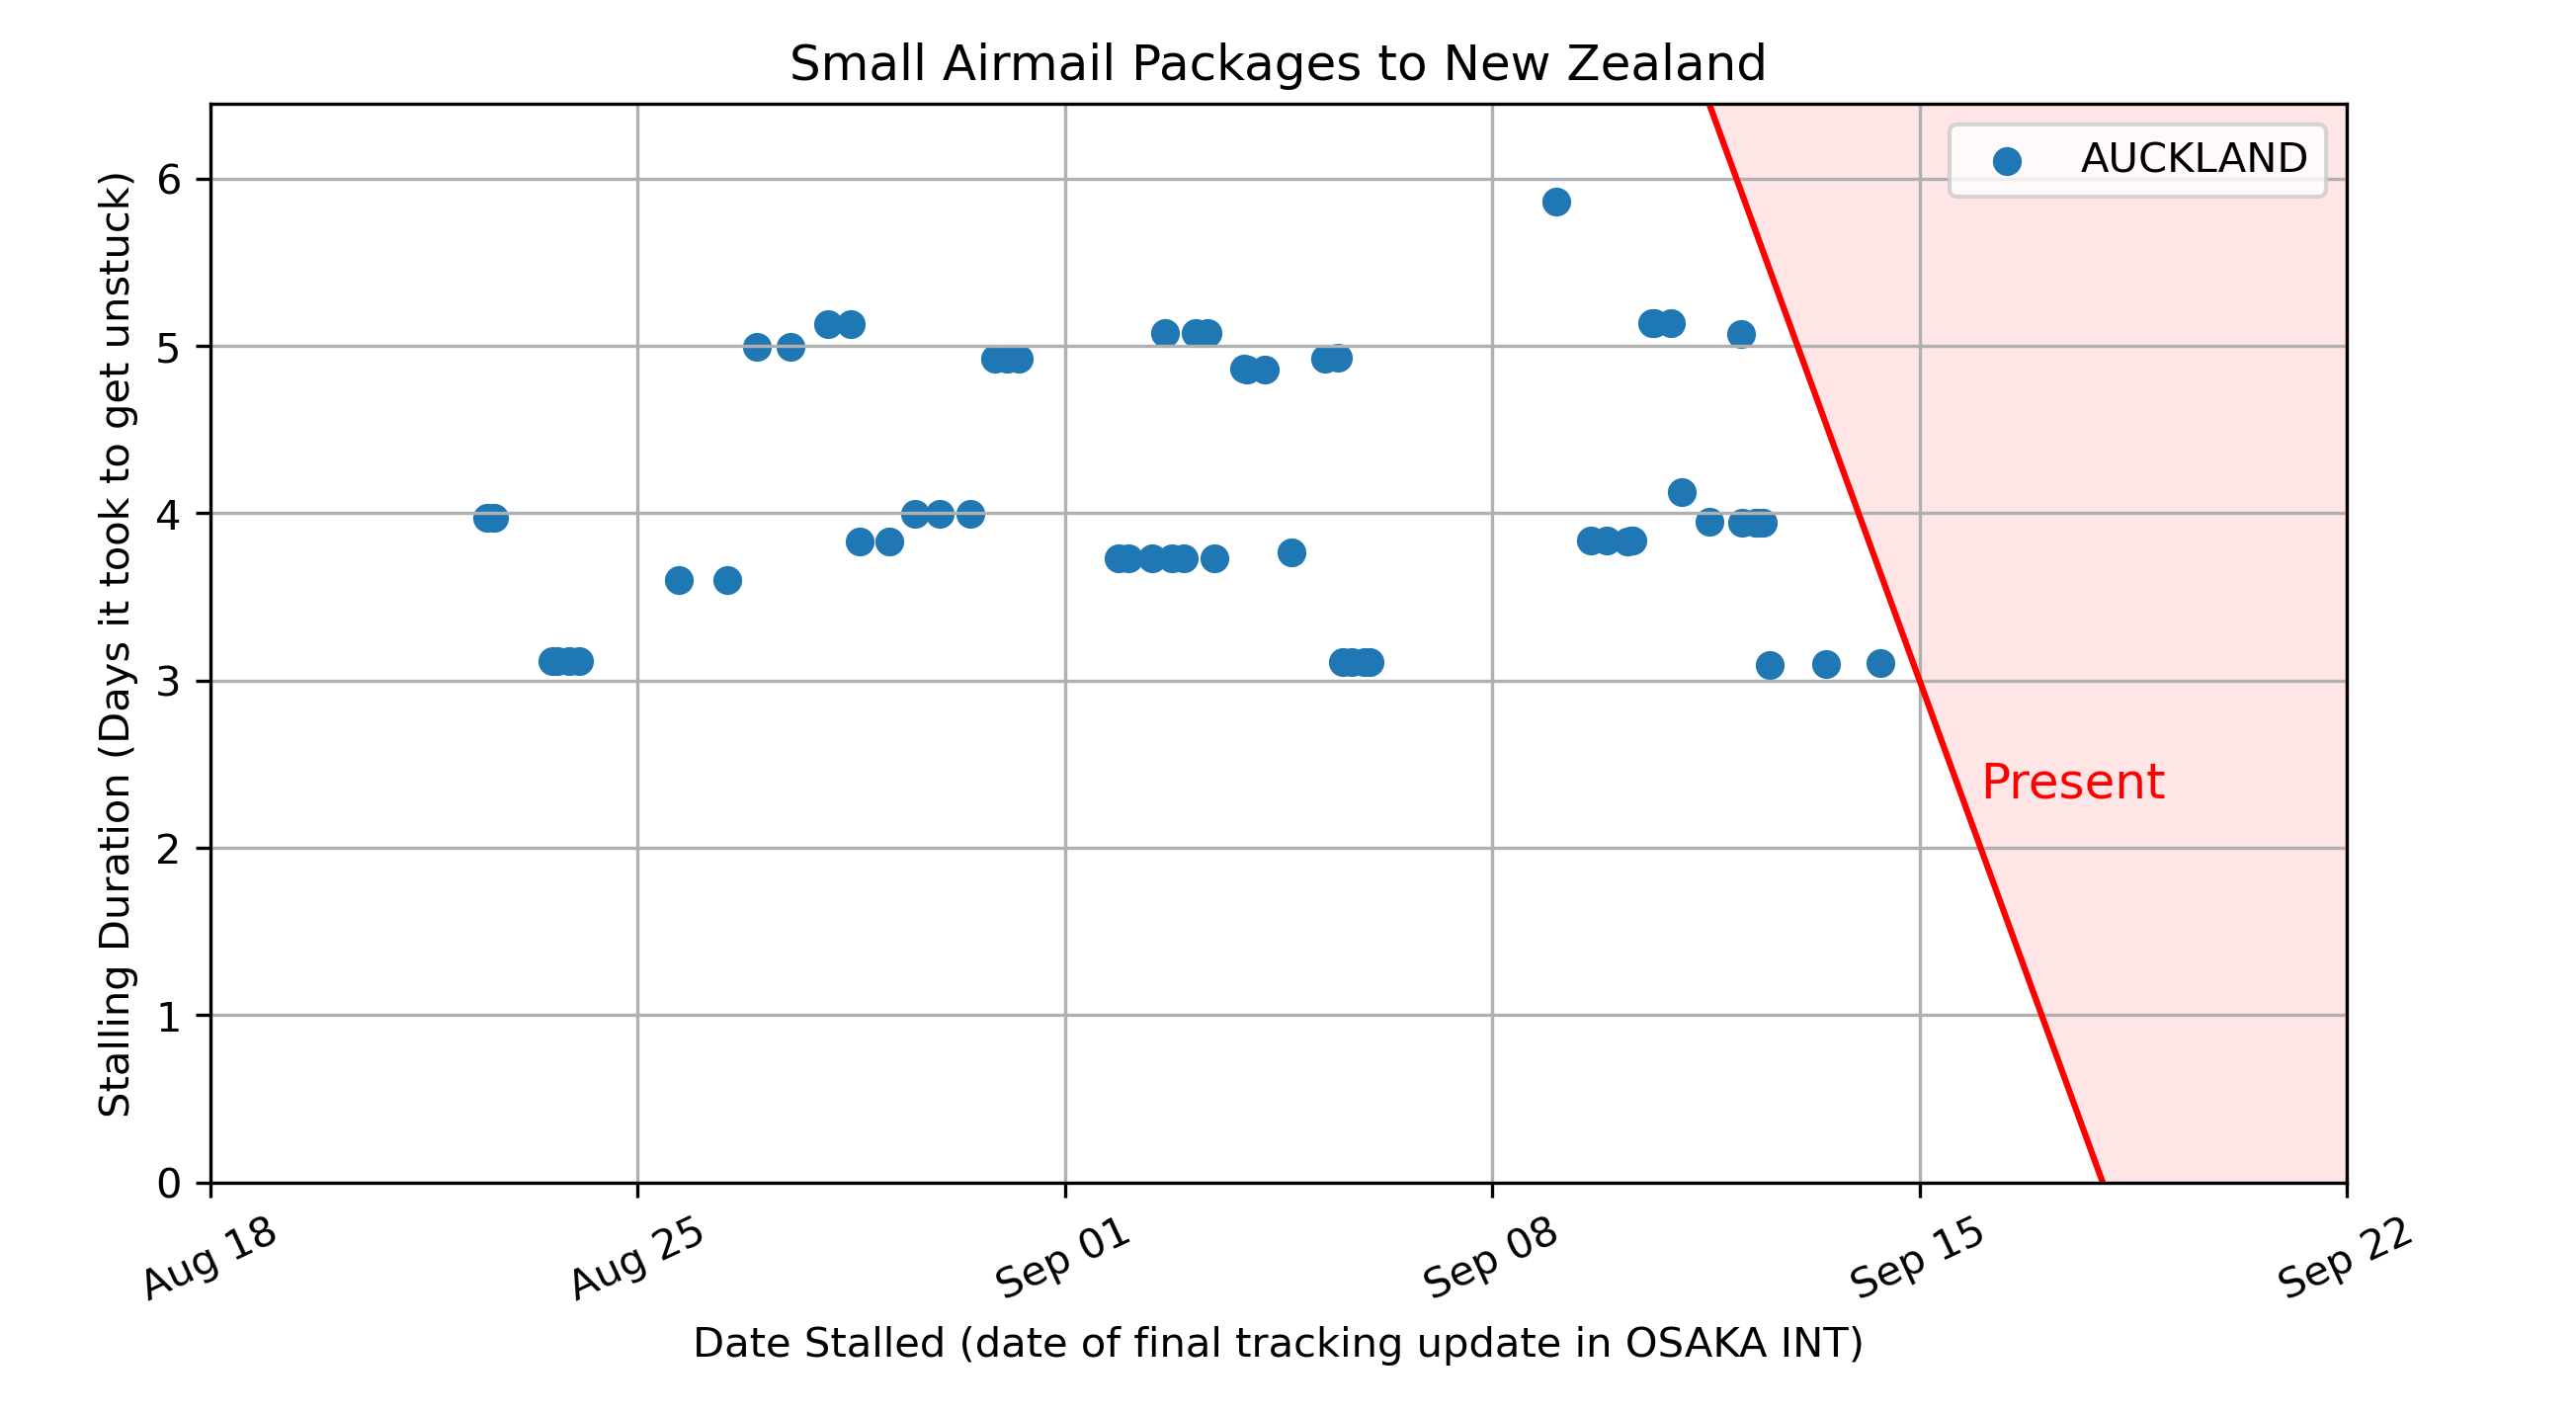 Small Airmail Packages to New Zealand
AUCKLAND
Present
Stalling Duration (Days it took to get unstuck)
6
5
4
3
2
1
0
Aug 18
Aug 25
Sep 01
Sep 08
Sep 15
Sep 22
Date Stalled (date of final tracking update in OSAKA INT)